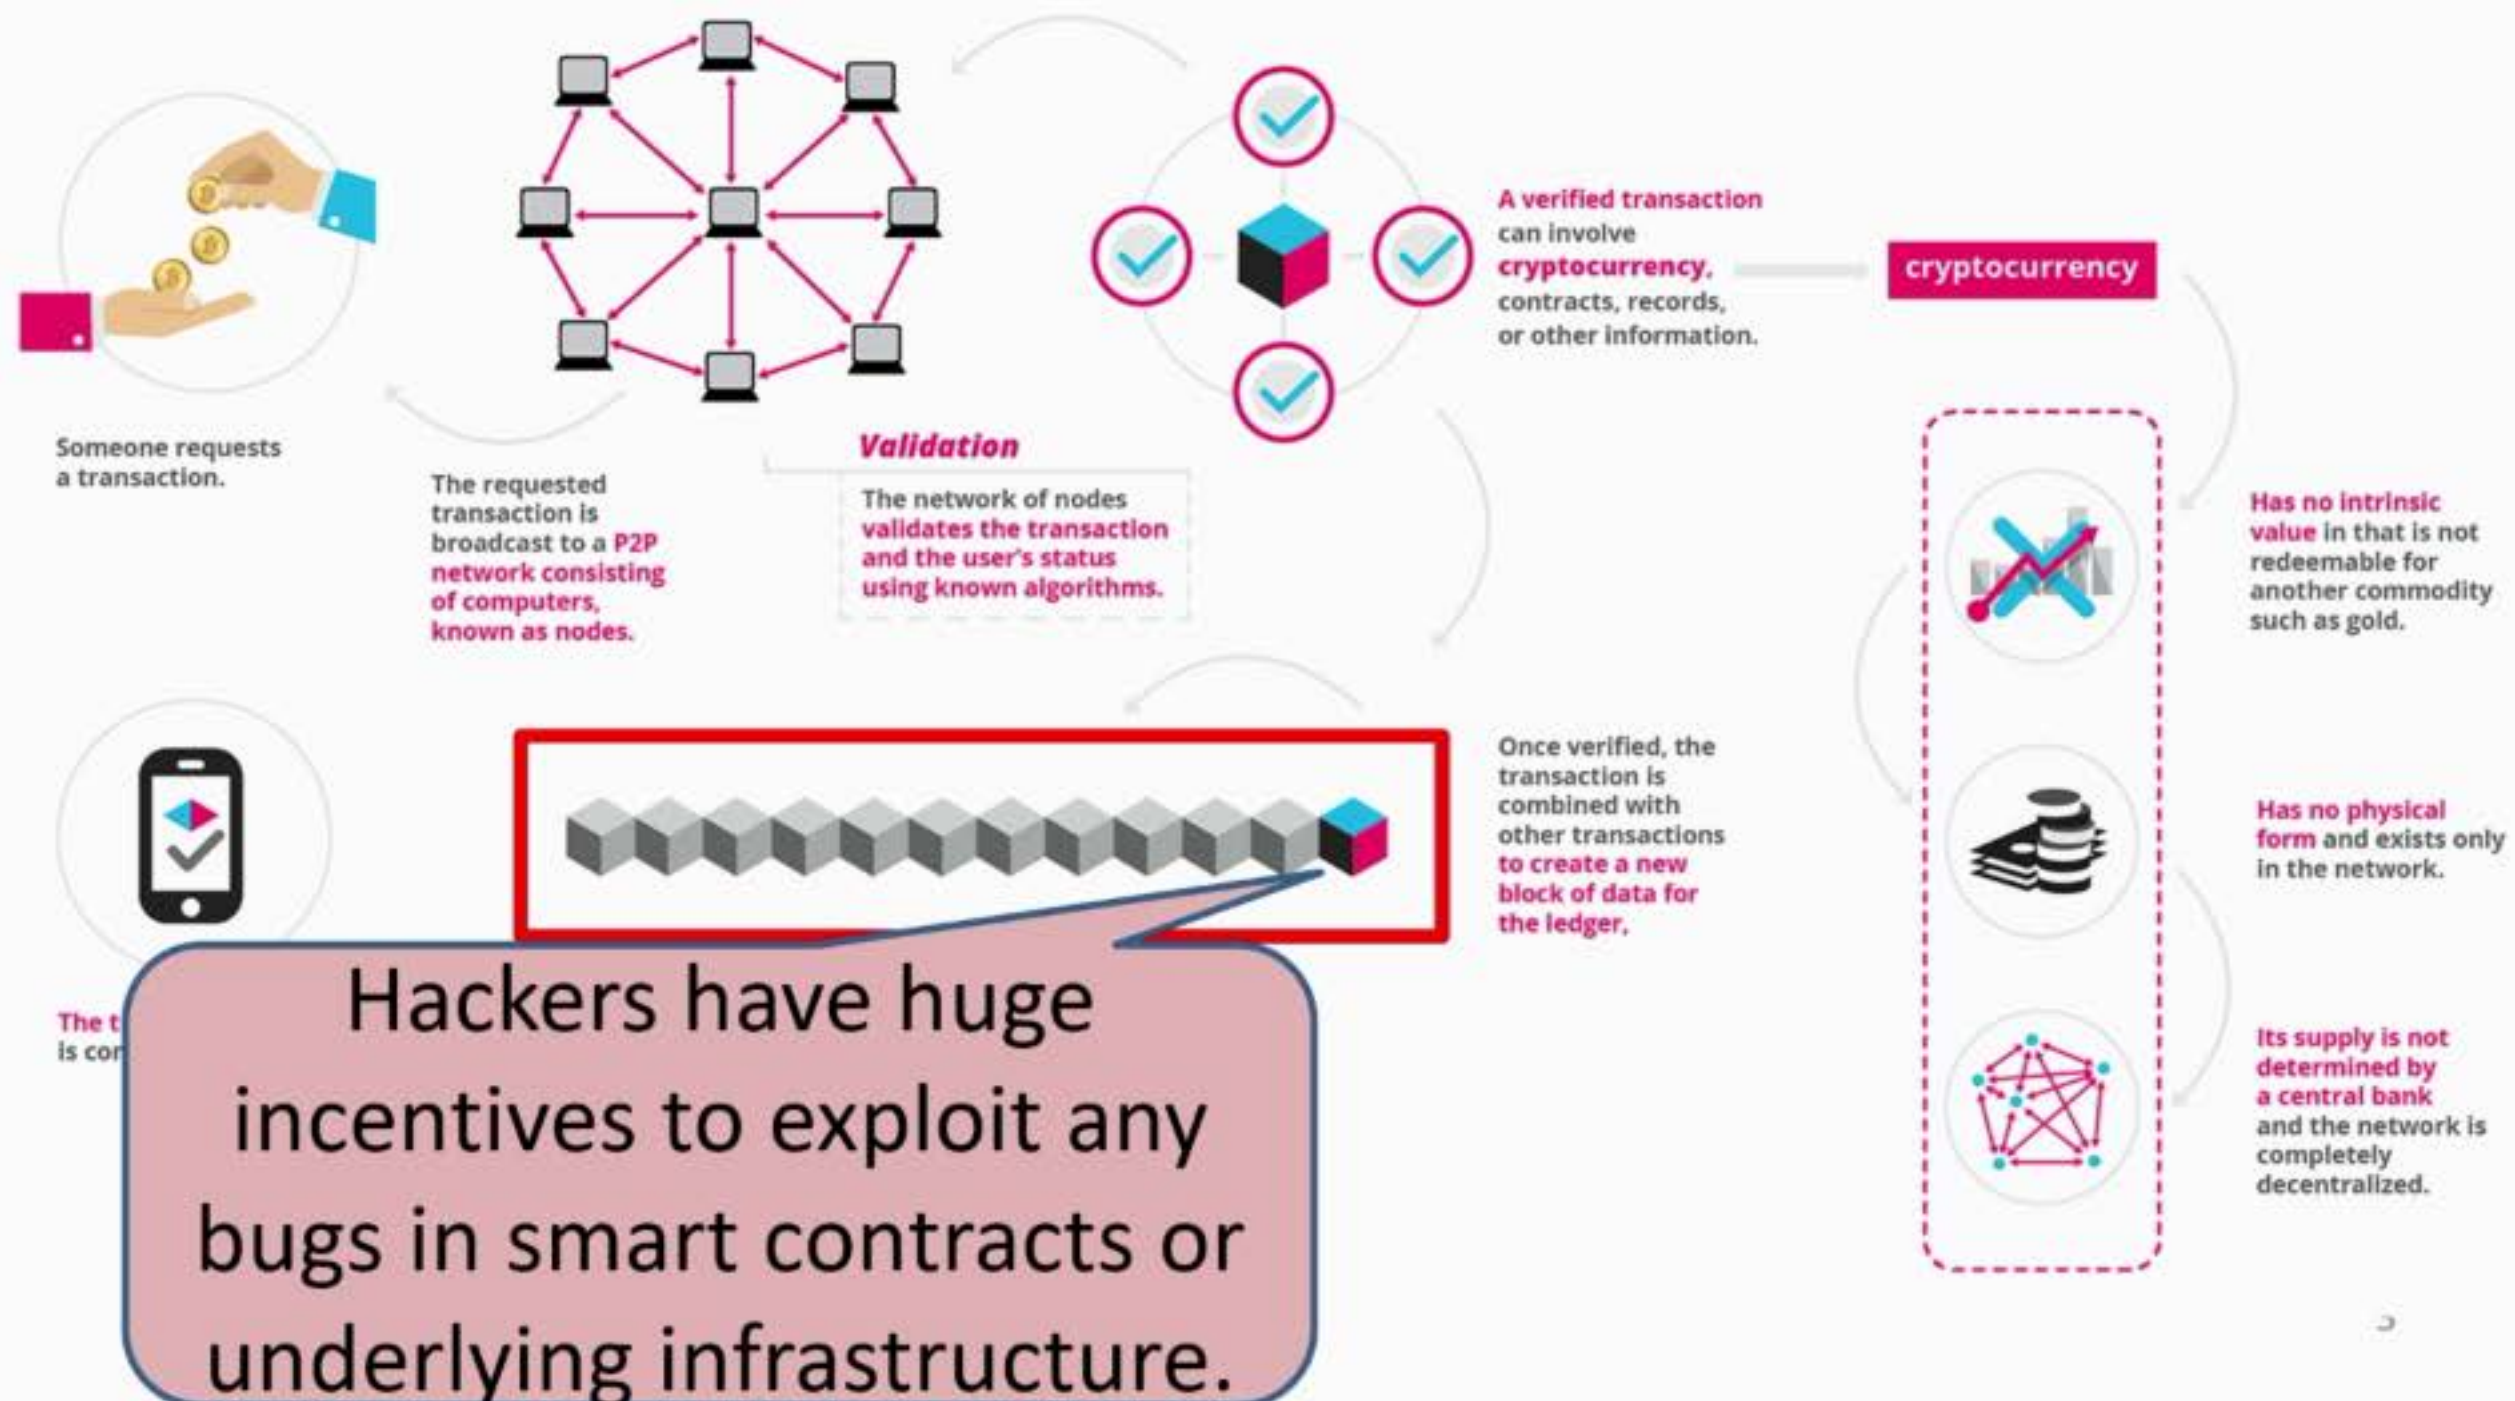 Someone requests
a transaction.
The requested
transaction is
broadcast to a P2P
network consisting
of computers,
known as nodes.
Validation
The network of nodes
validates the transaction
and the user's status
using known algorithms.
A verified transaction
can involve
cryptocurrency,
contracts, records,
or other information.
cryptocurrency
Has no intrinsic
value in that is not
redeemable for
another commodity
such as gold.
Once verified, the
transaction is
combined with
other transactions
to create a new
block of data for
the ledger,
Has no physical
form and exists only
in the network.
The t
is con
Hackers have huge
incentives to exploit any
bugs in smart contracts or
underlying infrastructure.
Its supply is not
determined by
a central bank
and the network is
completely
decentralized.